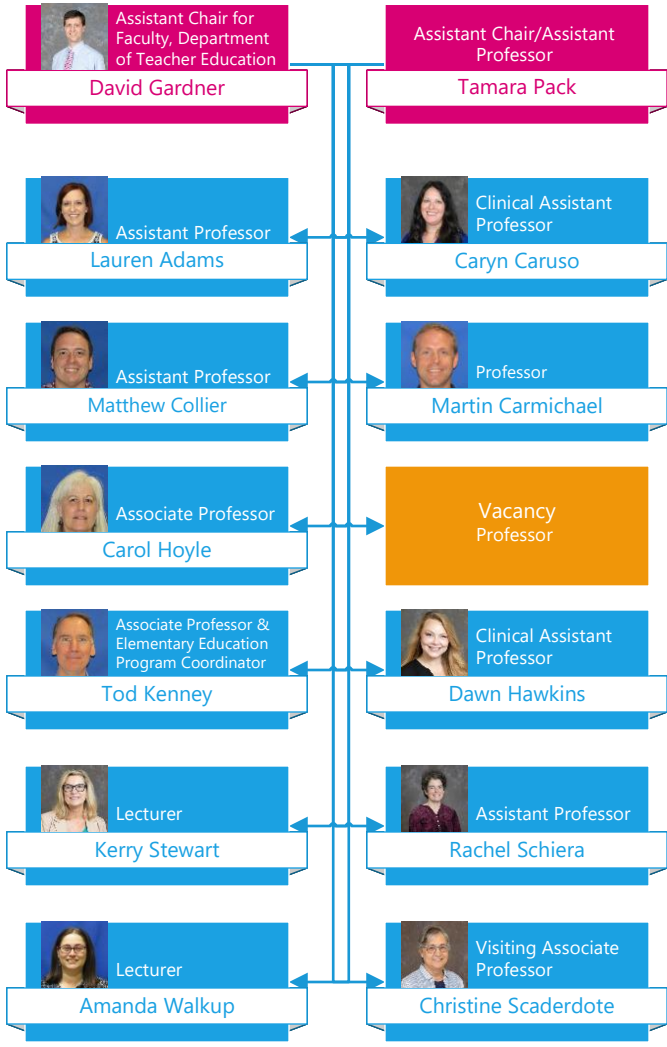 Assistant Chair for
Faculty, Department
of Teacher Education
David Gardner
Assistant Chair/Assistant
Professor
Tamara Pack
Assistant Professor
Lauren Adams
Clinical Assistant
Professor
Caryn Caruso
Assistant Professor
Matthew Collier
Professor
Martin Carmichael
Associate Professor
Carol Hoyle
Vacancy
Professor
Associate Professor &
Elementary Education
Program Coordinator
Tod Kenney
Clinical Assistant
Professor
Dawn Hawkins
Lecturer
Kerry Stewart
Assistant Professor
Rachel Schiera
Lecturer
Amanda Walkup
Visiting Associate
Professor
Christine Scaderdote